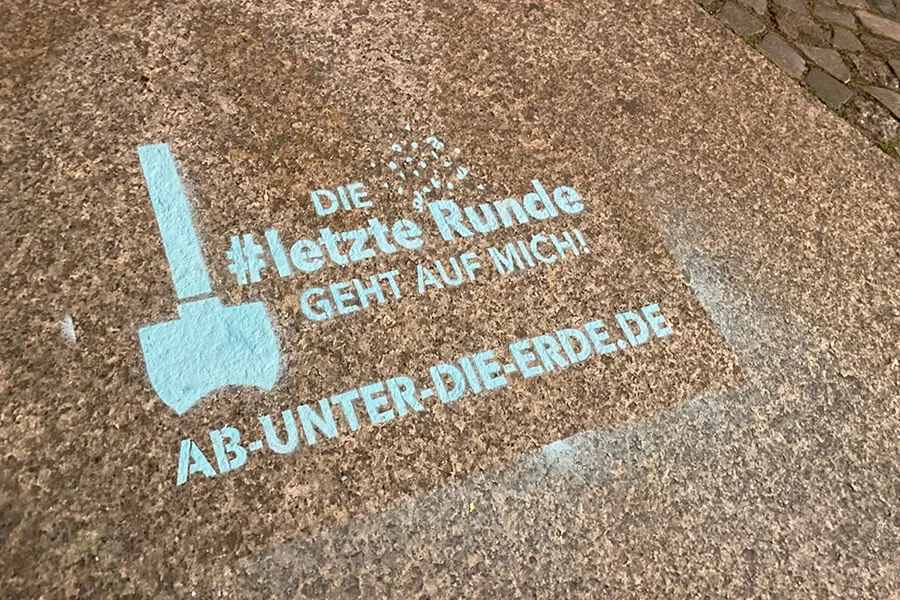 DIE
#letzte Runde
GEHT AUF MICH!
AB-UNTER-DIE-ERDE.DE